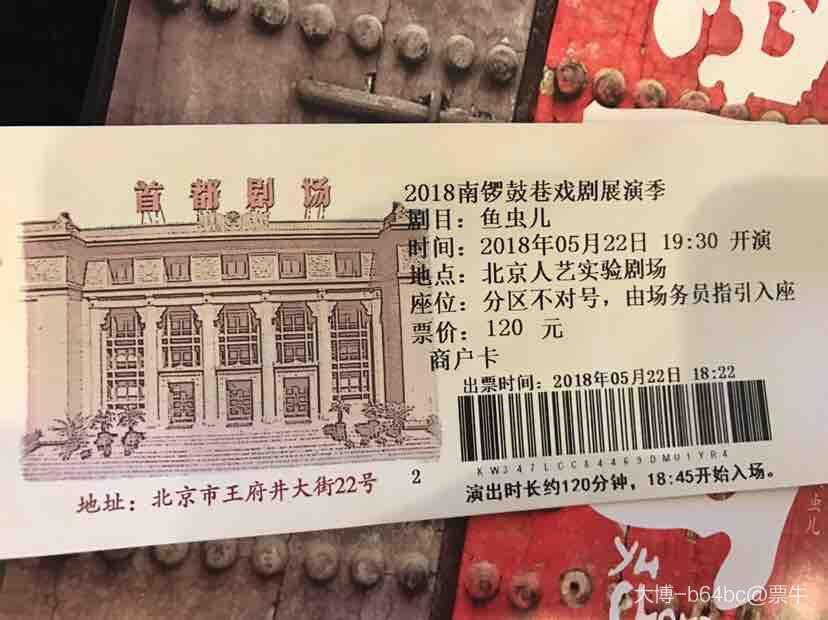 首都剧场
2018南锣鼓巷戏剧展演季
剧目：鱼虫儿
时间：2018年05月22日 19:30 开演
地点：北京人艺实验剧场
座位：分区不对号，由场务员指引入座
票价：120 元
商户卡
出票时间：2018年05月22日 18:22
2
演出时长约120分钟，18:45开始入场。
地址：北京市王府井大街22号
虫儿
Yu
大博-b64bc@票牛